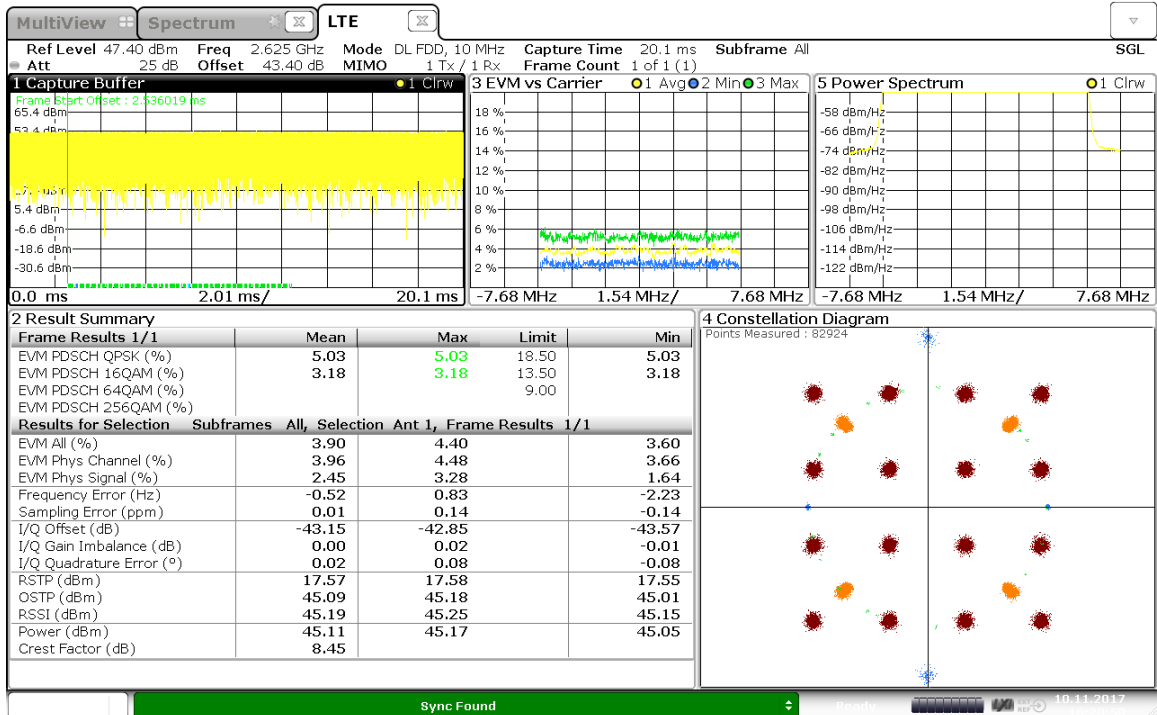 MultiView Spectrum LTE
Ref Level 47.40 dBm Freq 2.625 GHz Mode DL FDD, 10 MHz Capture Time 20.1 ms Subframe All SGL
Att 25 dB Offset 43.40 dB MIMO 1 Tx / 1 Rx Frame Count 1 of 1 (1)
1 Capture Buffer 1 Clrw
Frame Start Offset : 2.536019 ms
65.4 dBm
53.4 dBm
5.4 dBm
-6.6 dBm
-18.6 dBm
-30.6 dBm
0.0 ms 2.01 ms/ 20.1 ms
3 EVM vs Carrier 1 Avg 2 Min 3 Max
18 %
16 %
14 %
12 %
10 %
8 %
6 %
4 %
2 %
-7.68 MHz 1.54 MHz/ 7.68 MHz
5 Power Spectrum 1 Clrw
-58 dBm/Hz
-66 dBm/Hz
-74 dBm/Hz
-82 dBm/Hz
-90 dBm/Hz
-98 dBm/Hz
-106 dBm/Hz
-114 dBm/Hz
-122 dBm/Hz
-7.68 MHz 1.54 MHz/ 7.68 MHz
2 Result Summary
Frame Results 1/1 Mean Max Limit Min
EVM PDSCH QPSK (%) 5.03 5.03 18.50 5.03
EVM PDSCH 16QAM (%) 3.18 3.18 13.50 3.18
EVM PDSCH 64QAM (%) 9.00
EVM PDSCH 256QAM (%)
Results for Selection Subframes All, Selection Ant 1, Frame Results 1/1
EVM All (%) 3.90 4.40 3.60
EVM Phys Channel (%) 3.96 4.48 3.66
EVM Phys Signal (%) 2.45 3.28 1.64
Frequency Error (Hz) -0.52 0.83 -2.23
Sampling Error (ppm) 0.01 0.14 -0.14
I/Q Offset (dB) -43.15 -42.85 -43.57
I/Q Gain Imbalance (dB) 0.00 0.02 -0.01
I/Q Quadrature Error (°) 0.02 0.08 -0.08
RSTP (dBm) 17.57 17.58 17.55
OSTP (dBm) 45.09 45.18 45.01
RSSI (dBm) 45.19 45.25 45.15
Power (dBm) 45.11 45.17 45.05
Crest Factor (dB) 8.45
4 Constellation Diagram
Points Measured : 82924
Sync Found
Ready
10.11.2017